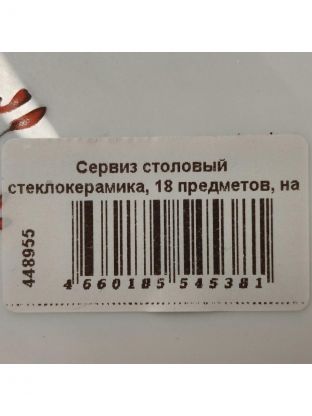 Сервиз столовый
стеклокерамика, 18 предметов, на
448955
4 660185 545381